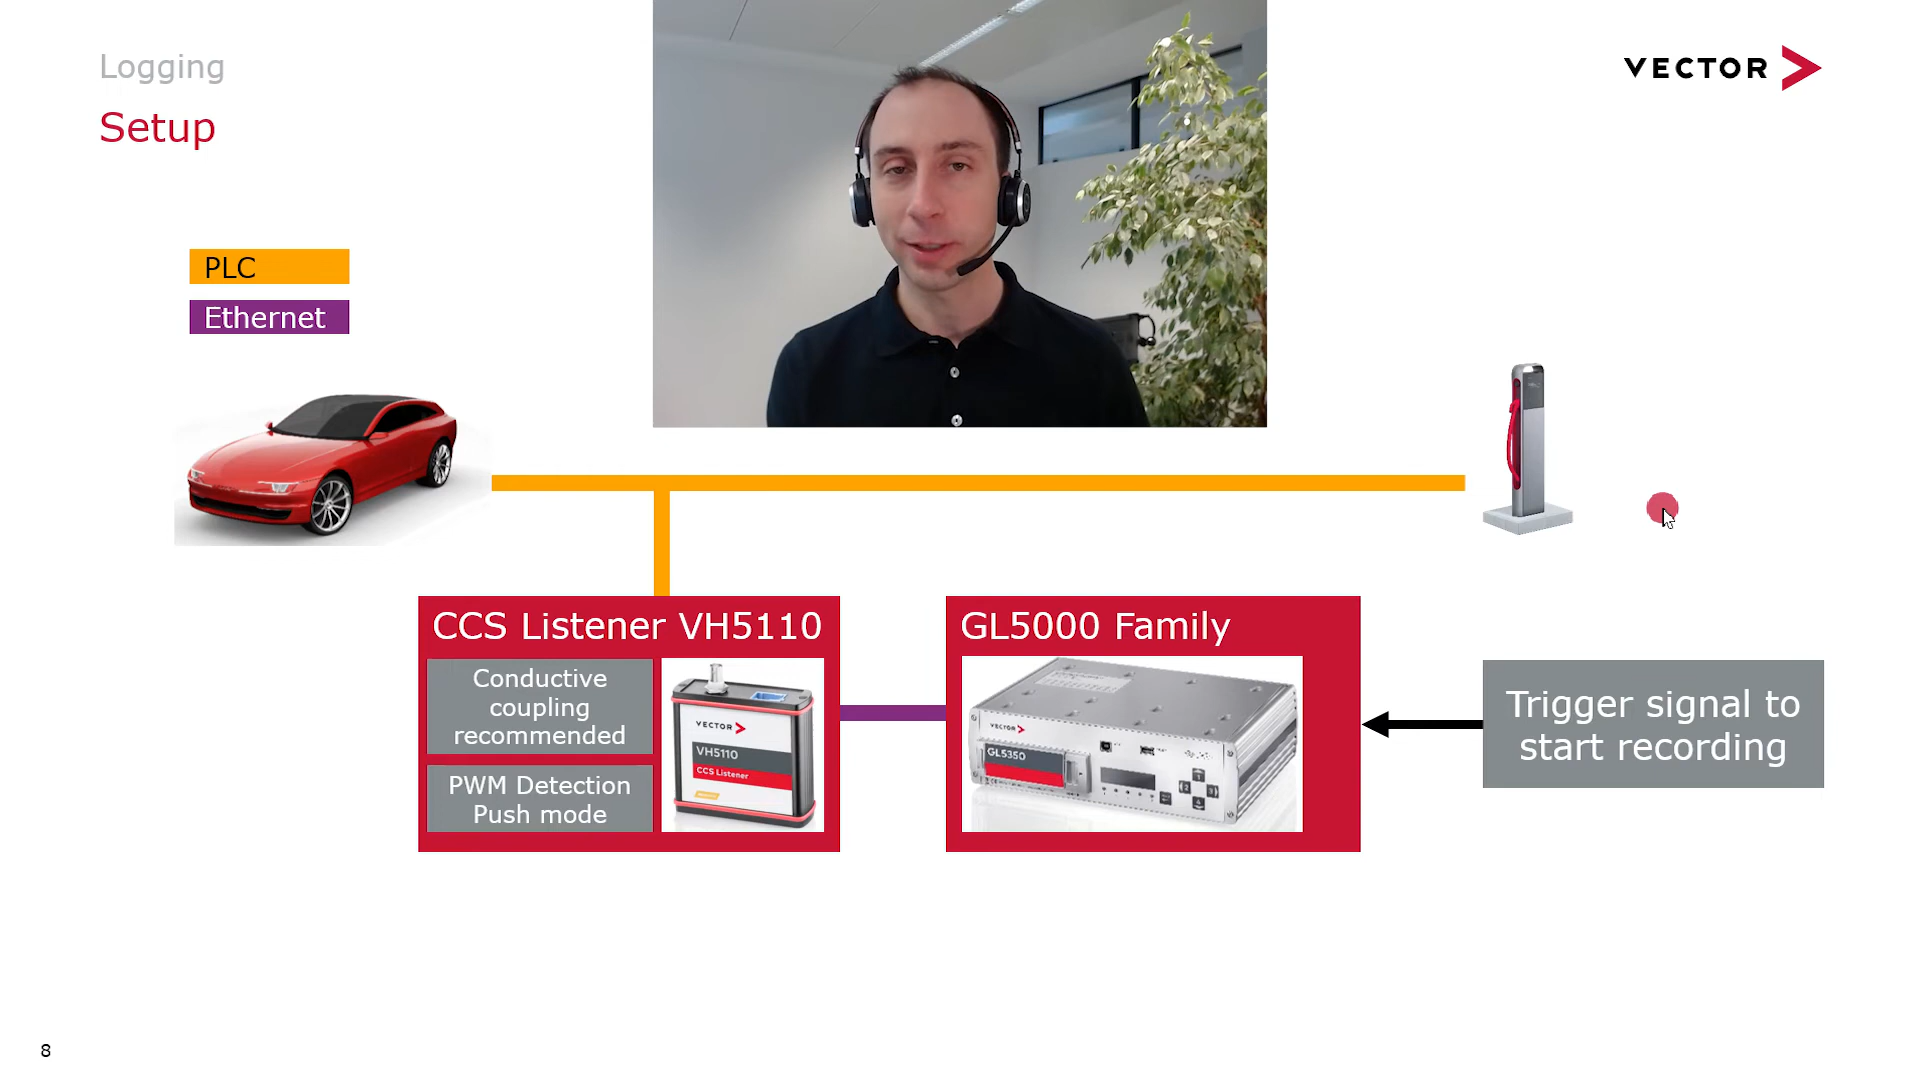 Logging
VECTOR
Setup
PLC
Ethernet
CCS Listener VH5110
Conductive
coupling
recommended
PWM Detection
Push mode
VECTOR
VH5110
CCS Listener
GL5000 Family
VECTOR
GL5350
Trigger signal to
start recording
8